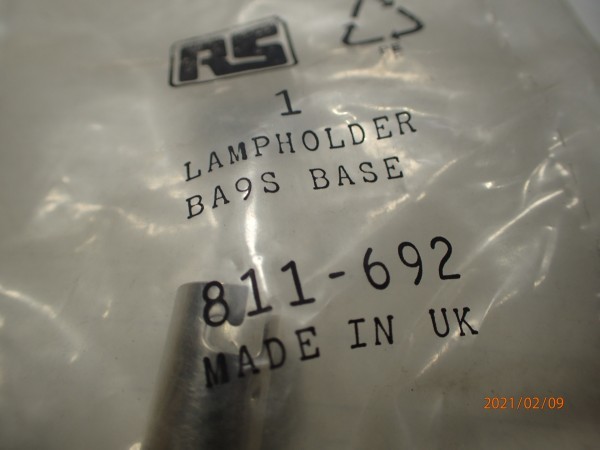 RS
1
LAMPHOLDER
BA9S BASE
811-692
MADE IN UK
2021/02/09